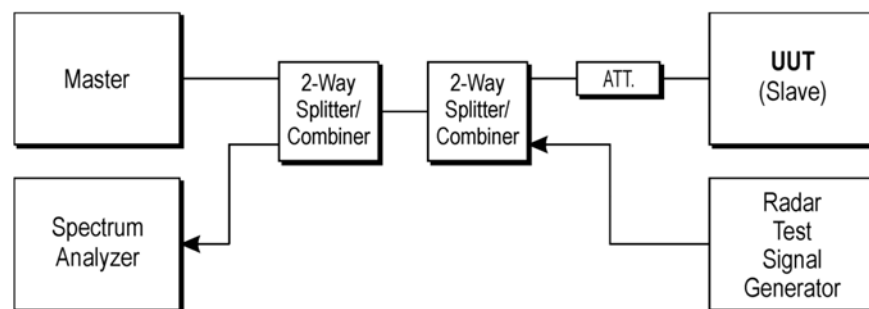 Master
2-Way
Splitter/
Combiner
2-Way
Splitter/
Combiner
ATT.
UUT
(Slave)
Spectrum
Analyzer
Radar
Test
Signal
Generator